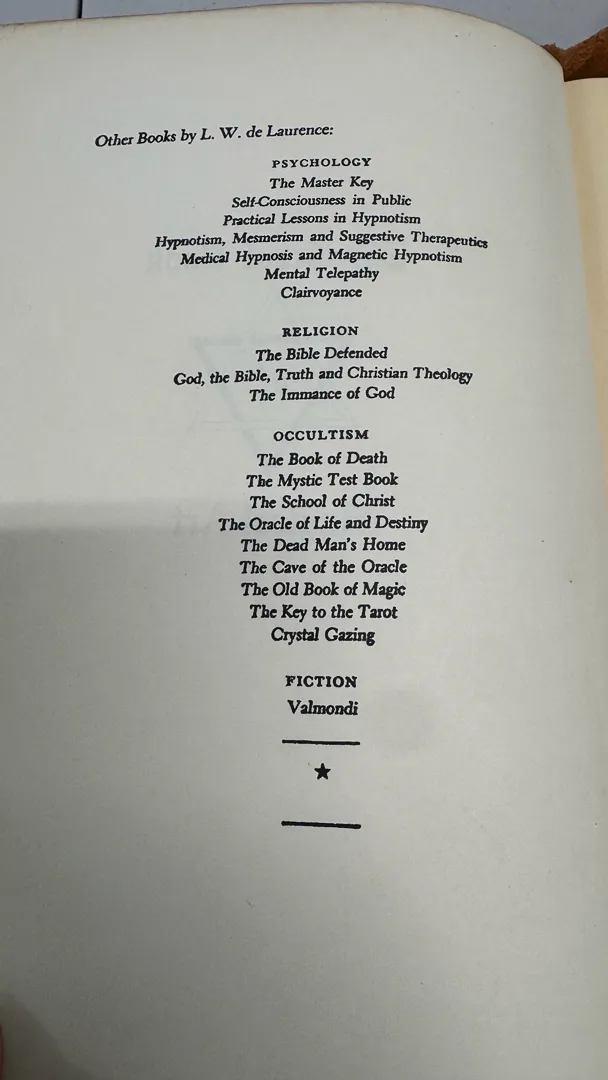 Other Books by L. W. de Laurence:
PSYCHOLOGY
The Master Key
Self-Consciousness in Public
Practical Lessons in Hypnotism
Hypnotism, Mesmerism and Suggestive Therapeutics
Medical Hypnosis and Magnetic Hypnotism
Mental Telepathy
Clairvoyance
RELIGION
The Bible Defended
God, the Bible, Truth and Christian Theology
The Immance of God
OCCULTISM
The Book of Death
The Mystic Test Book
The School of Christ
The Oracle of Life and Destiny
The Dead Man's Home
The Cave of the Oracle
The Old Book of Magic
The Key to the Tarot
Crystal Gazing
FICTION
Valmondi